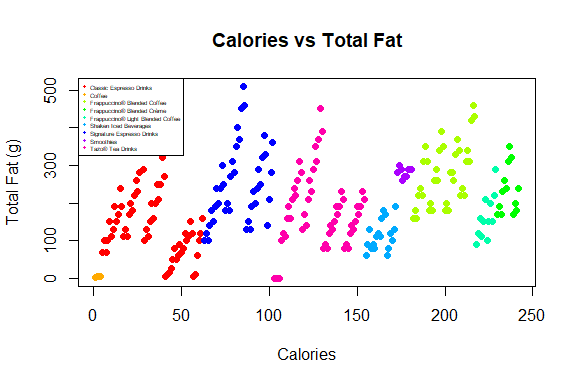 Calories vs Total Fat
Total Fat (g)
500
300
100
0
Classic Espresso Drinks
Coffee
Frappuccino® Blended Coffee
Frappuccino® Blended Crème
Frappuccino® Light Blended Coffee
Shaken Iced Beverages
Signature Espresso Drinks
Smoothies
Tazo® Tea Drinks
0 50 100 150 200 250
Calories